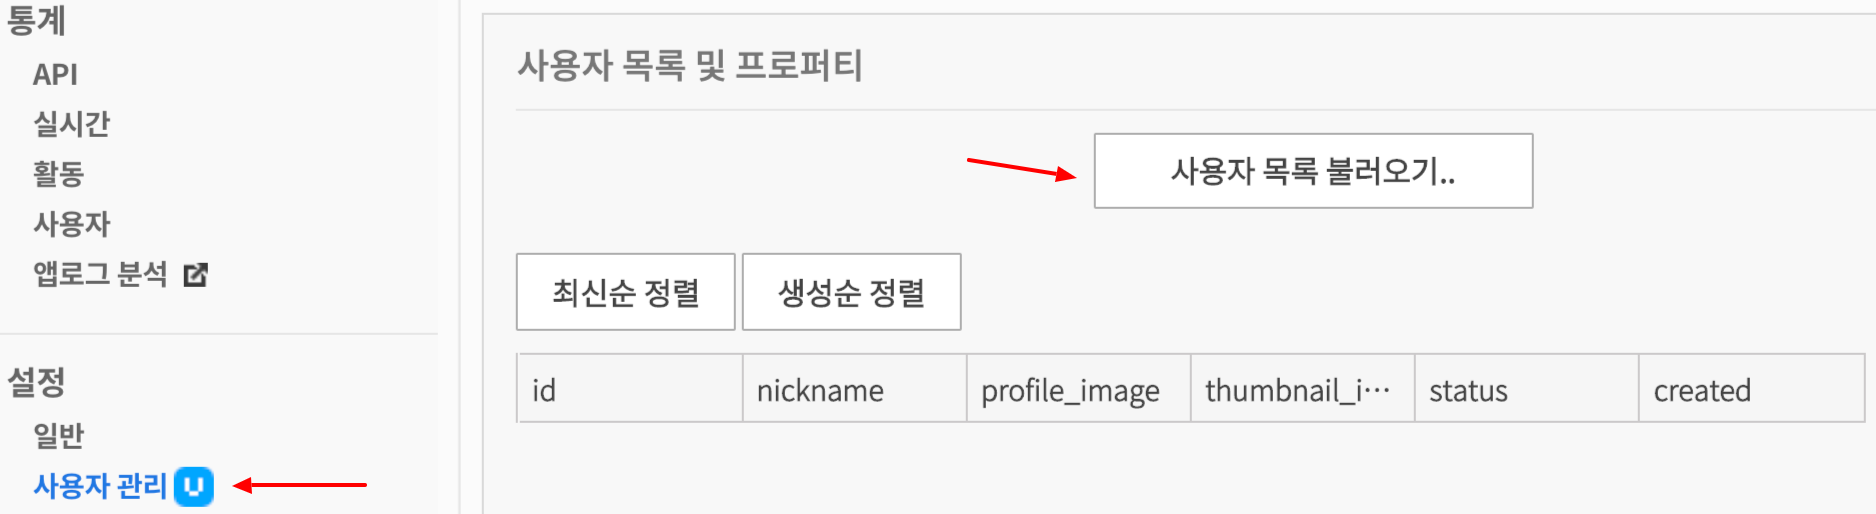 통계
API
실시간
활동
사용자
앱로그 분석
설정
일반
사용자 관리 U
사용자 목록 및 프로퍼티
사용자 목록 불러오기..
최신순 정렬 생성순 정렬
id nickname profile_image thumbnail_i… status created